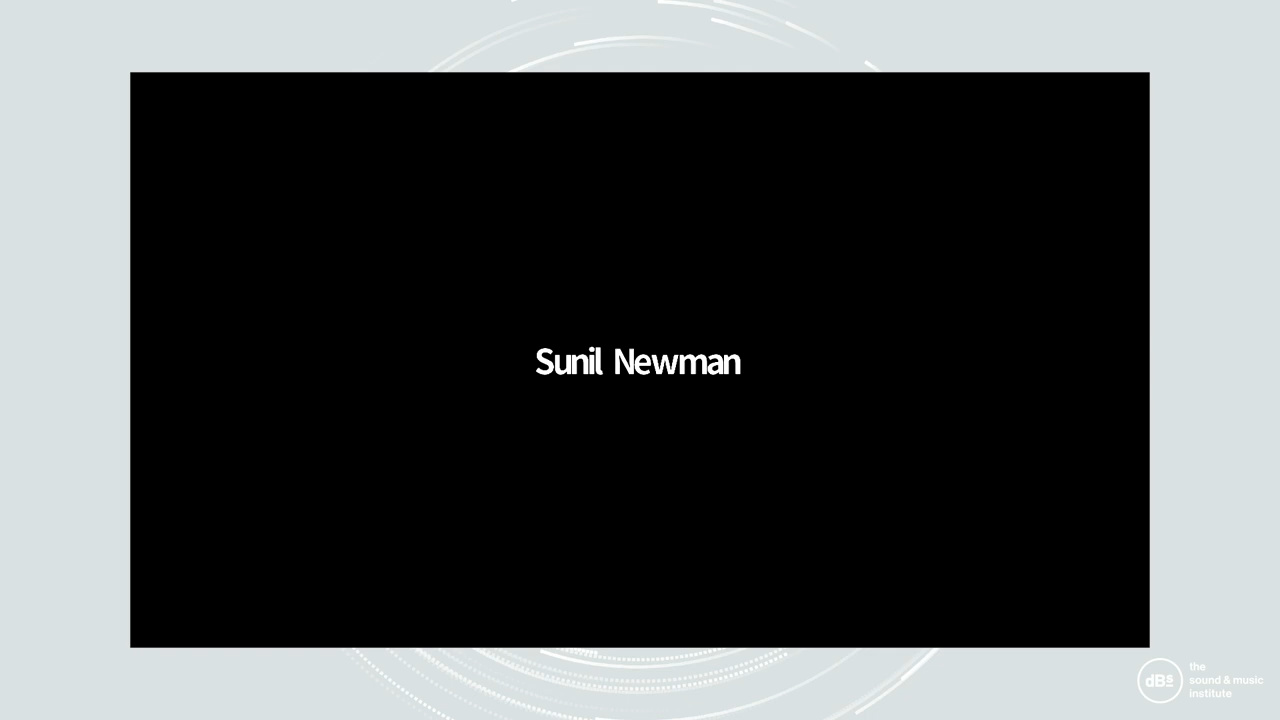 Sunil Newman
dBs
the
sound & music
institute